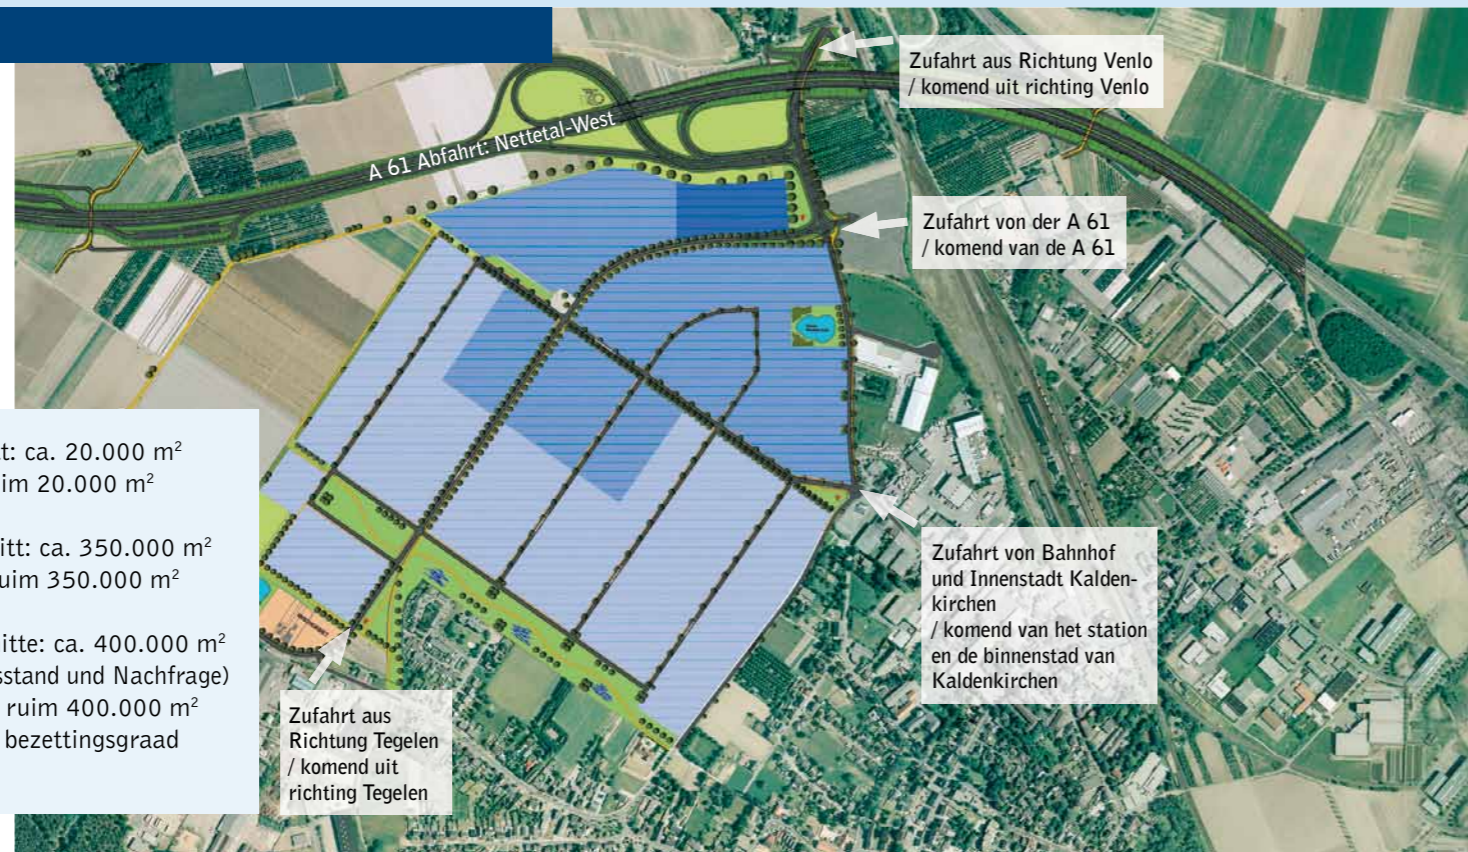 Zufahrt aus Richtung Venlo
/ komend uit richting Venlo
A 61 Abfahrt: Nettetal-West
Zufahrt von der A 61
/ komend van de A 61
tt: ca. 20.000 m²
im 20.000 m²
itt: ca. 350.000 m²
uim 350.000 m²
itte: ca. 400.000 m²
sstand und Nachfrage)
ruim 400.000 m²
bezettingsgraad
Zufahrt von Bahnhof
und Innenstadt Kalden-
kirchen
/ komend van het station
en de binnenstad van
Kaldenkirchen
Zufahrt aus
Richtung Tegelen
/ komend uit
richting Tegelen